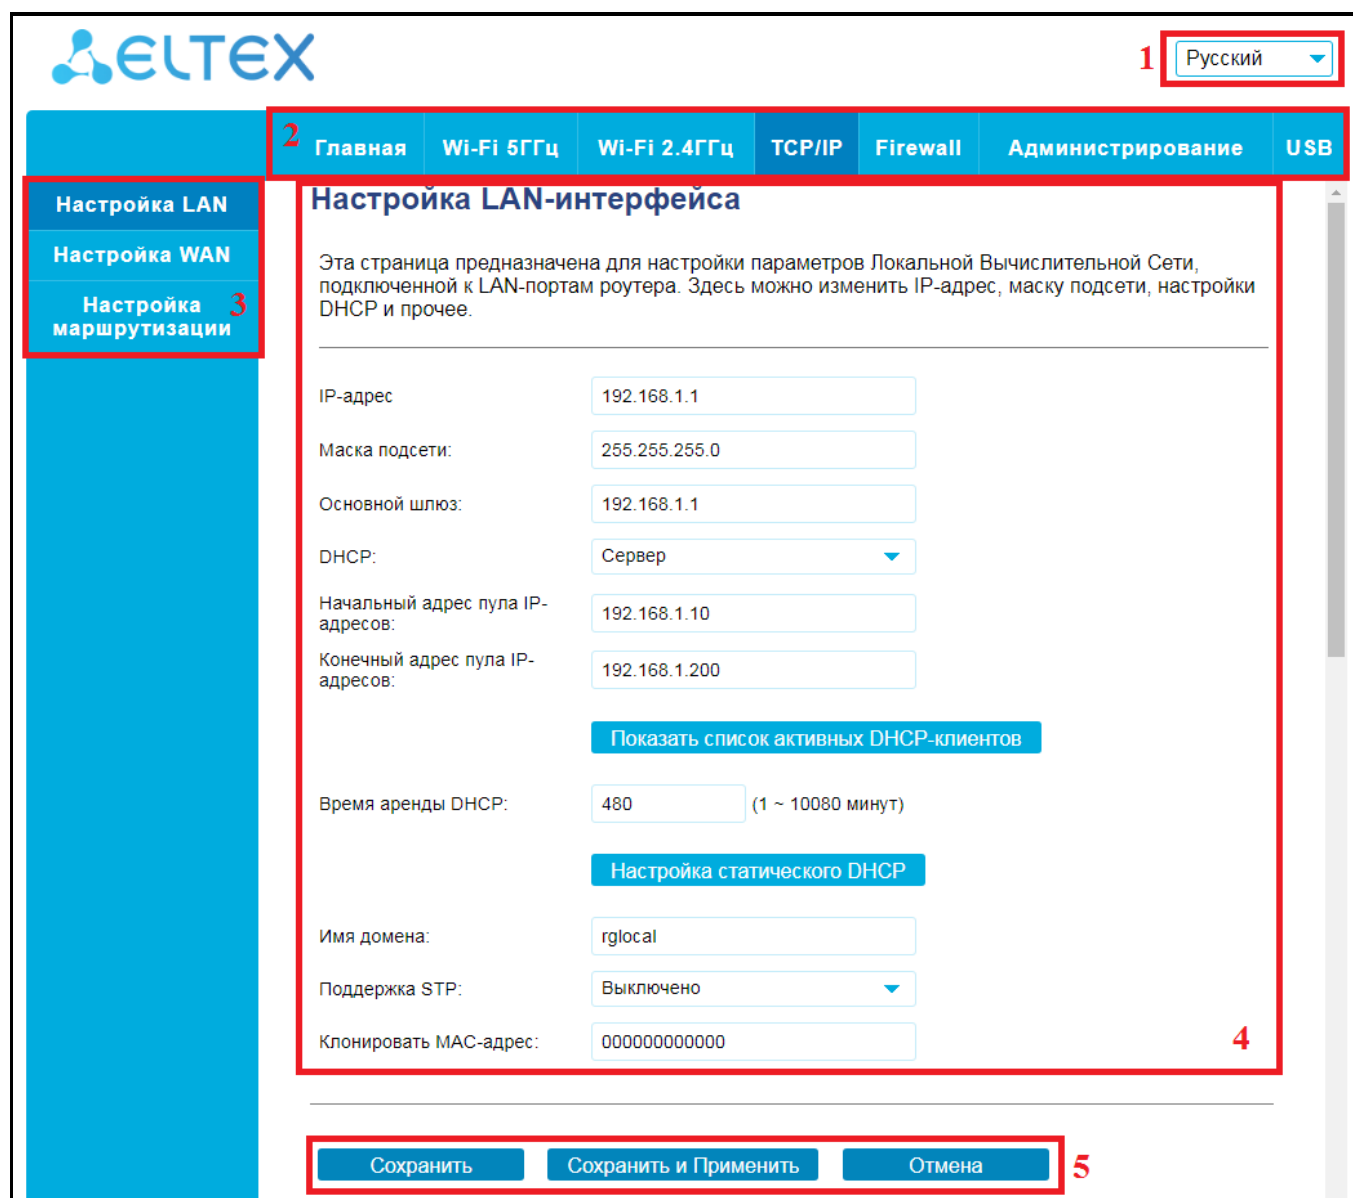 ELTEX
1 Русский
2 Главная Wi-Fi 5ГГц Wi-Fi 2.4ГГц TCP/IP Firewall Администрирование USB
Настройка LAN
Настройка WAN
Настройка
маршрутизации
3
Настройка LAN-интерфейса
Эта страница предназначена для настройки параметров Локальной Вычислительной Сети,
подключенной к LAN-портам роутера. Здесь можно изменить IP-адрес, маску подсети, настройки
DHCP и прочее.
IP-адрес 192.168.1.1
Маска подсети: 255.255.255.0
Основной шлюз: 192.168.1.1
DHCP: Сервер
Начальный адрес пула IP-
адресов:
192.168.1.10
Конечный адрес пула IP-
адресов:
192.168.1.200
Показать список активных DHCP-клиентов
Время аренды DHCP: 480 (1 ~ 10080 минут)
Настройка статического DHCP
Имя домена: rglocal
Поддержка STP: Выключено
Клонировать MAC-адрес: 000000000000
4
Сохранить Сохранить и Применить Отмена 5